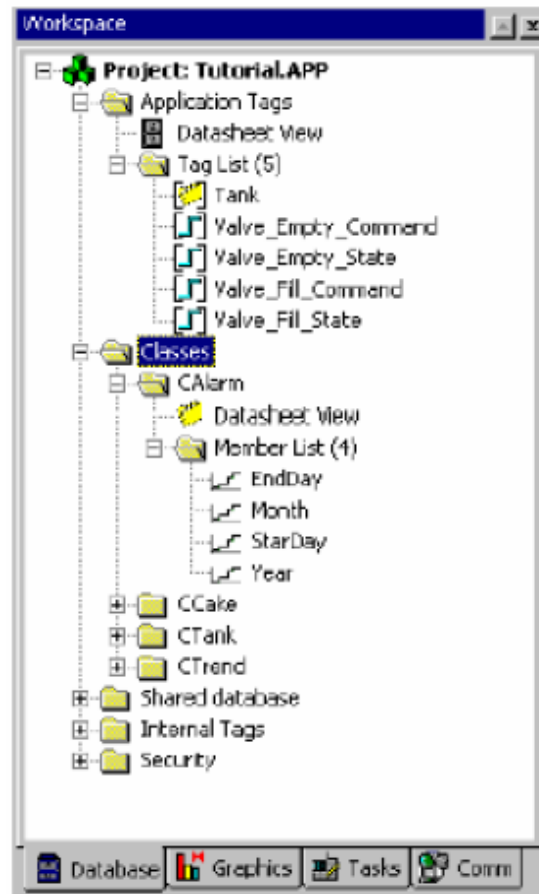 Workspace
Project: Tutorial.APP
Application Tags
Datasheet View
Tag List (5)
Tank
Valve_Empty_Command
Valve_Empty_State
Valve_Fill_Command
Valve_Fill_State
Classes
CAlarm
Datasheet View
Member List (4)
EndDay
Month
StarDay
Year
CCake
CTank
CTrend
Shared database
Internal Tags
Security
Database Graphics Tasks Comm